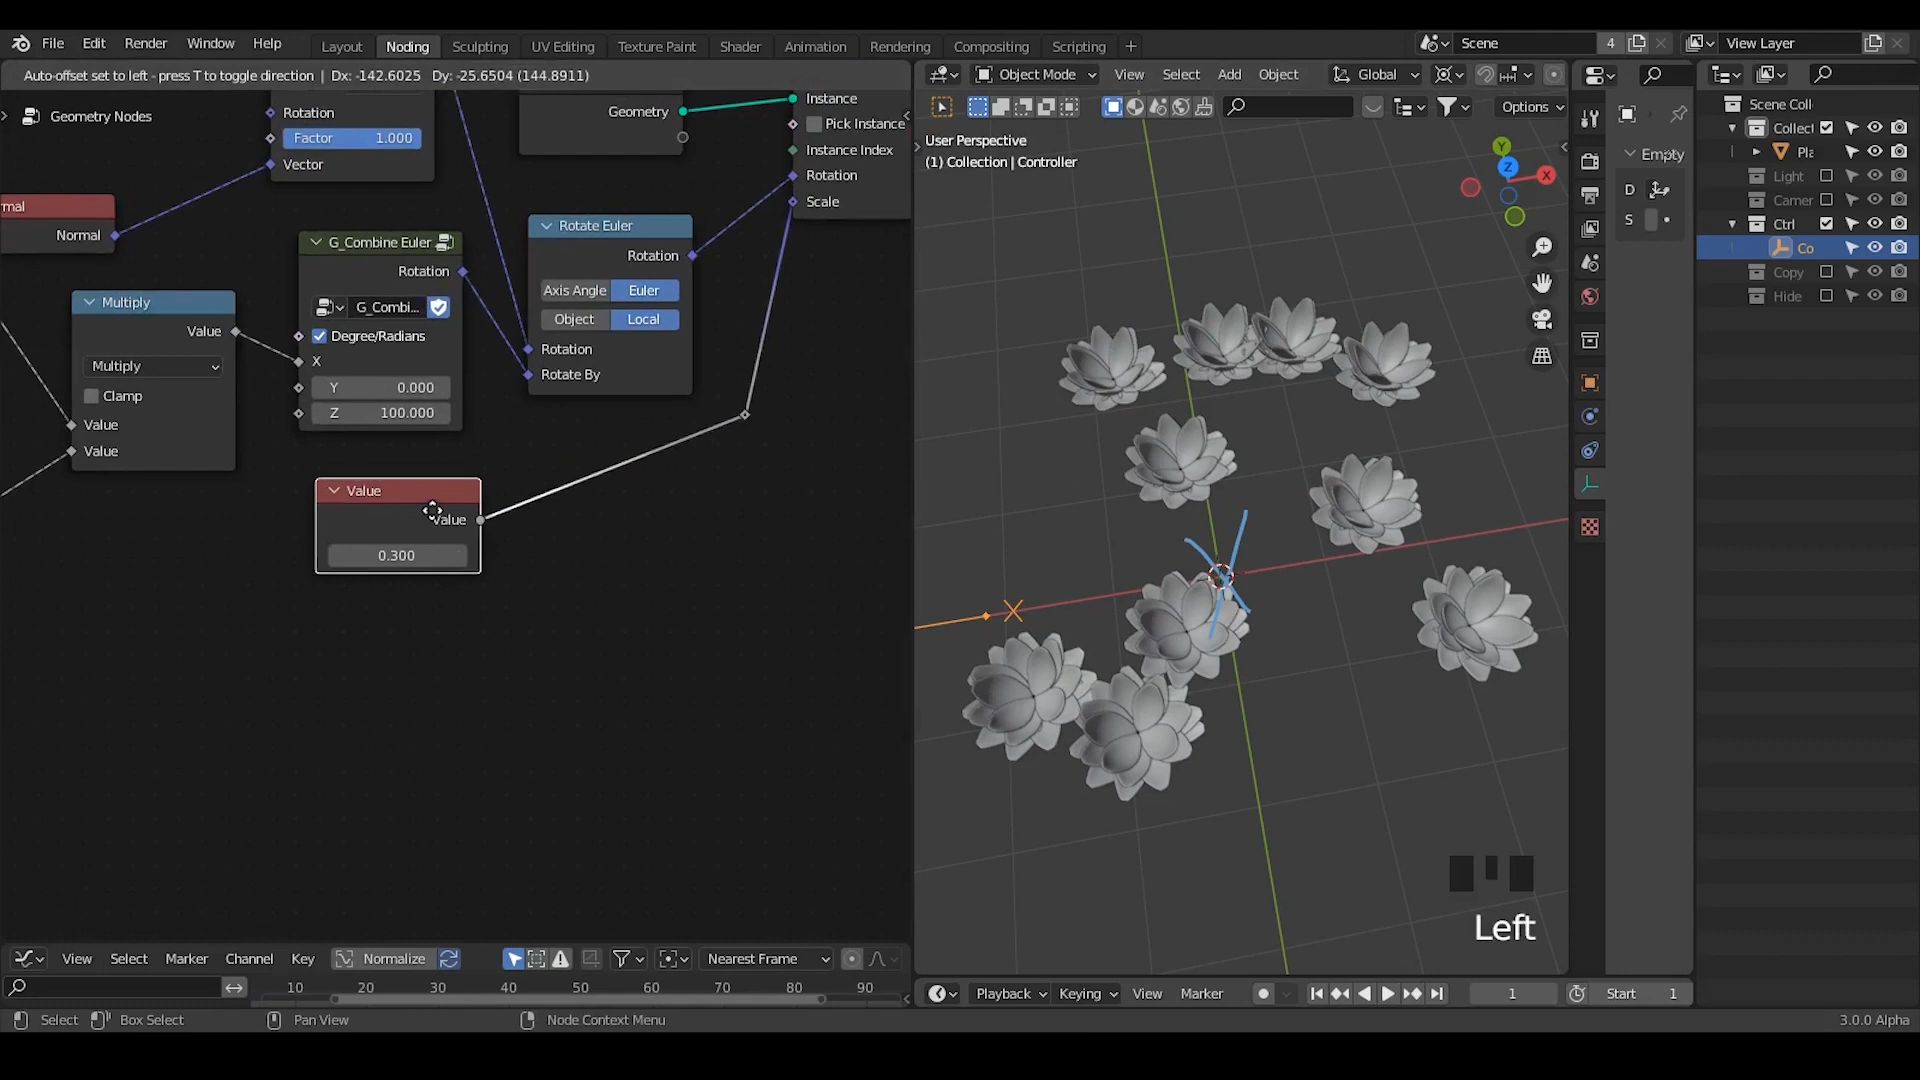 File Edit Render Window Help
Layout Noding Sculpting UV Editing Texture Paint Shader Animation Rendering Compositing Scripting +
Scene 4
View Layer
Auto-offset set to left - press T to toggle direction | Dx: -142.6025 Dy: -25.6504 (144.8911)
Object Mode View Select Add Object Global
Options
Geometry Nodes
Rotation
Factor 1.000
Vector
Geometry
Instance
Pick Instance
Instance Index
Rotation
Scale
rmal
Normal
Multiply
Value
Multiply
Clamp
Value
Value
G_Combine Euler
Rotation
G_Combi...
Degree/Radians
X
Y 0.000
Z 100.000
Rotate Euler
Rotation
Axis Angle Euler
Object Local
Rotation
Rotate By
Value
Value
0.300
User Perspective
(1) Collection | Controller
Z
X
Y
Left
Empty
D
S
Scene Coll
Collect
Pla
Light
Camer
Ctrl
Co
Copy
Hide
View Select Marker Channel Key Normalize Nearest Frame
10 20 30 40 50 60 70 80 90
Playback Keying View Marker 1 Start 1
Select Box Select Pan View Node Context Menu 3.0.0 Alpha